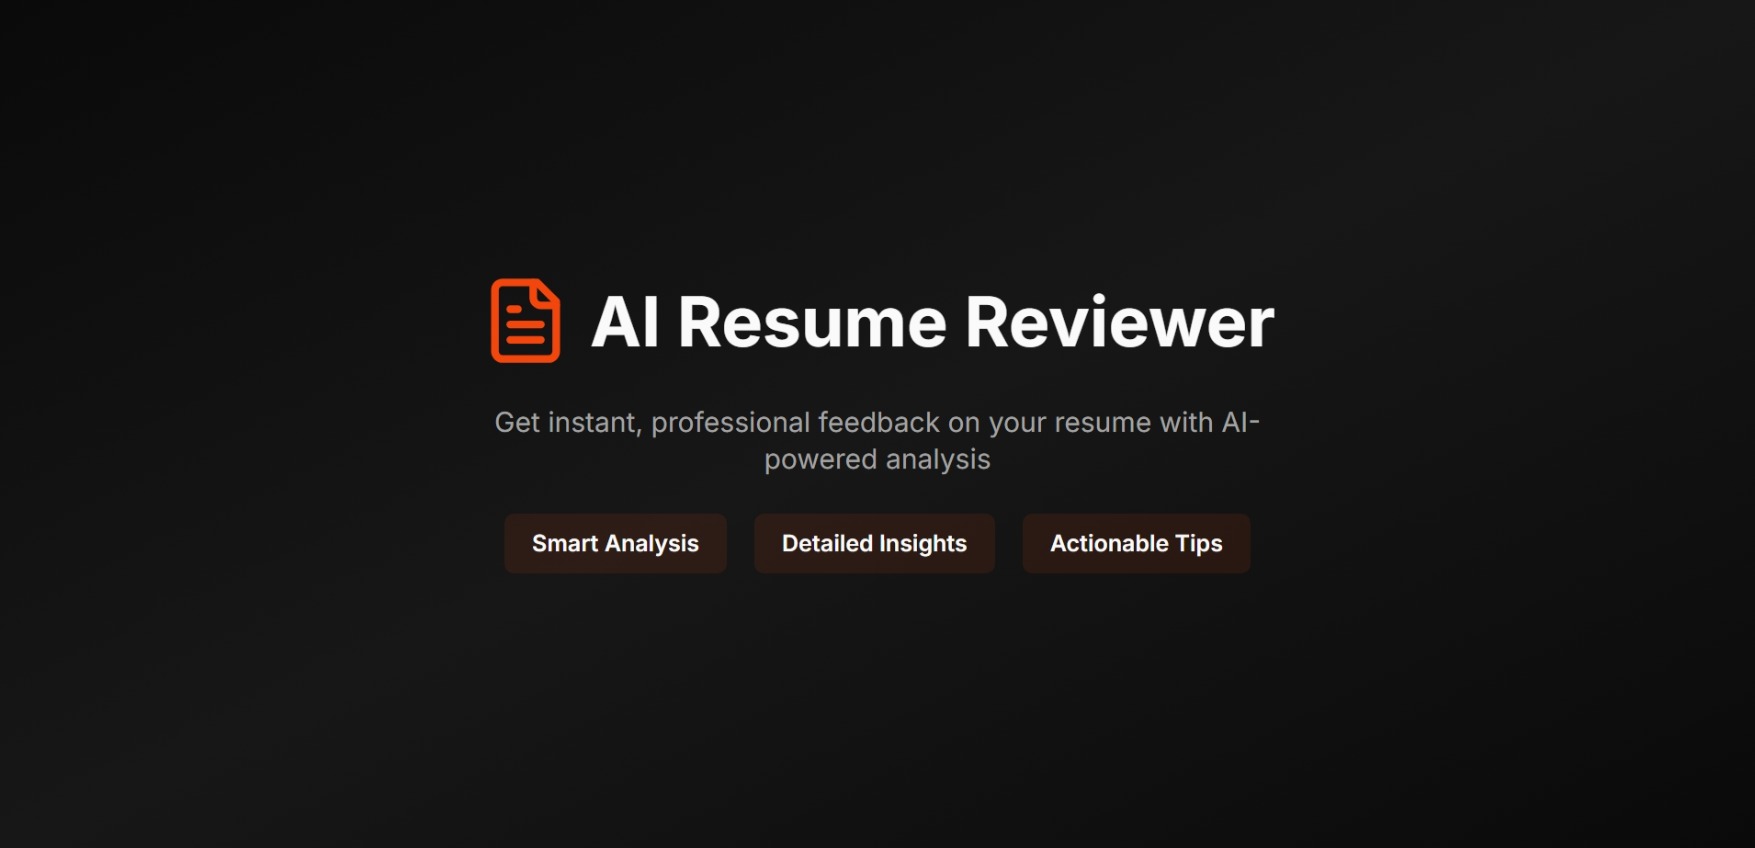 AI Resume Reviewer
Get instant, professional feedback on your resume with AI-
powered analysis
Smart Analysis
Detailed Insights
Actionable Tips